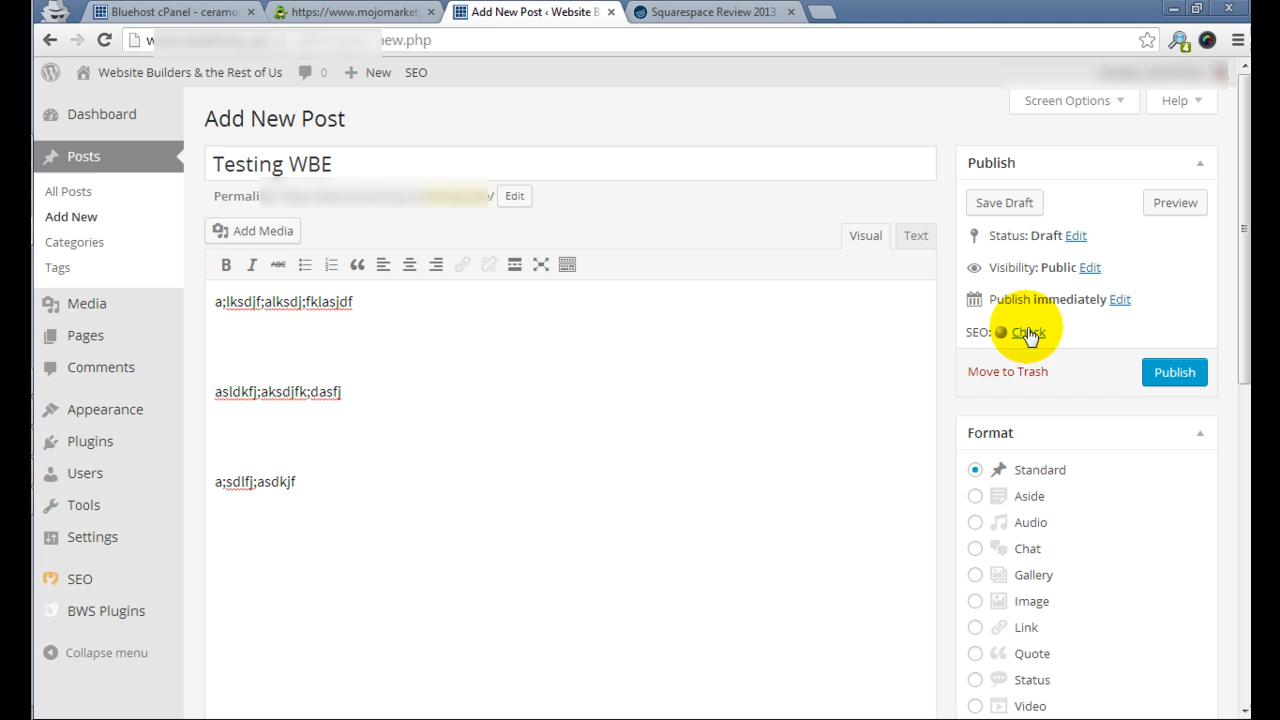 Bluehost cPanel - ceramo
https://www.mojomarket
Add New Post ‹ Website B
Squarespace Review 2013
new.php
Website Builders & the Rest of Us
0
New
SEO
Screen Options
Help
Dashboard
Posts
All Posts
Add New
Categories
Tags
Media
Pages
Comments
Appearance
Plugins
Users
Tools
Settings
SEO
BWS Plugins
Collapse menu
Add New Post
Testing WBE
Edit
Add Media
Visual
Text
B I ABC
a;lksdjf;alksdj;fklasjdf
asldkfj;aksdjfk;dasfj
a;sdlfj;asdkjf
Publish
Save Draft
Preview
Status: Draft Edit
Visibility: Public Edit
Publish immediately Edit
SEO: Check
Move to Trash
Publish
Format
Standard
Aside
Audio
Chat
Gallery
Image
Link
Quote
Status
Video